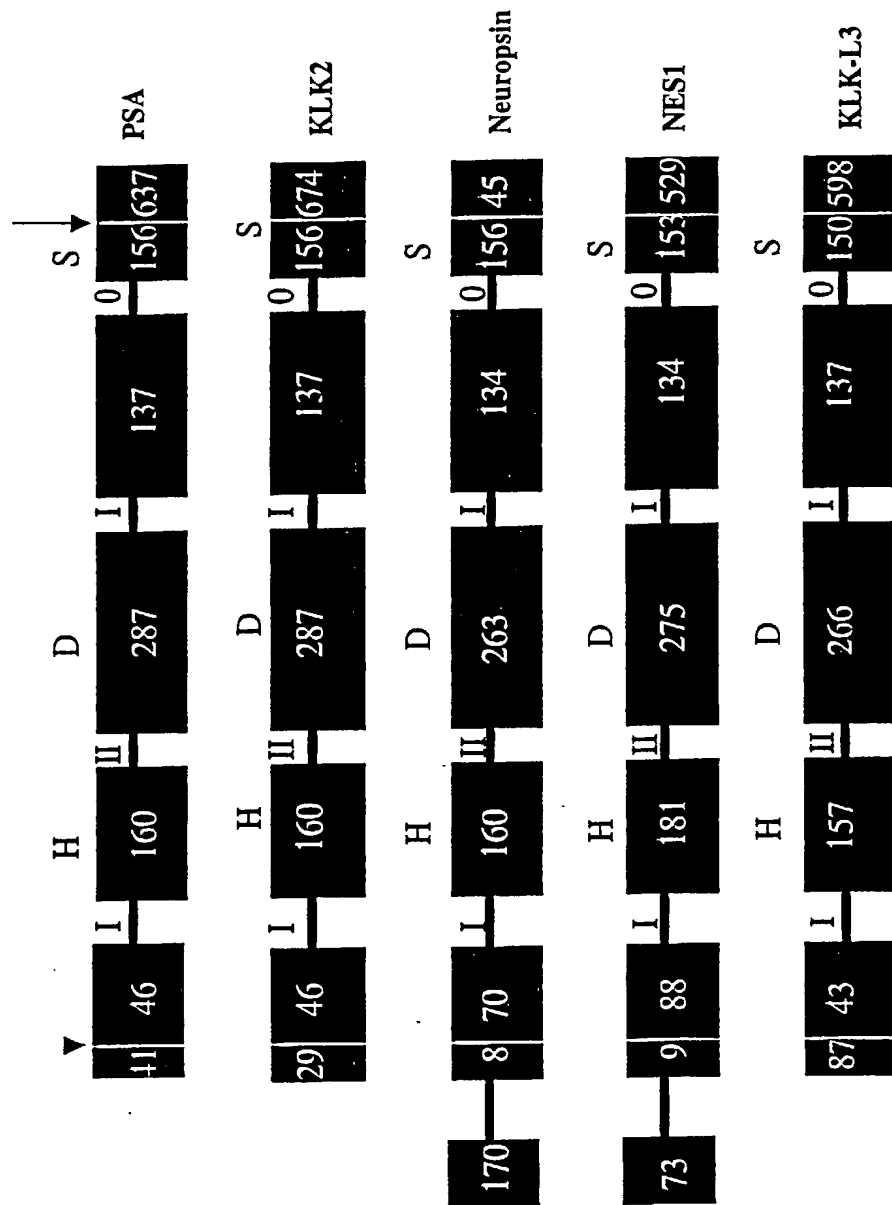 H D S
I II I 0
41 46 160 287 137 156 637 PSA
H D S
I II I 0
29 46 160 287 137 156 674 KLK2
H D S
I II I 0
170 8 70 160 263 134 156 45 Neuropsin
H D S
I II I 0
73 9 88 181 275 134 153 529 NES1
H D S
I II I 0
87 43 157 266 137 150 598 KLK-L3